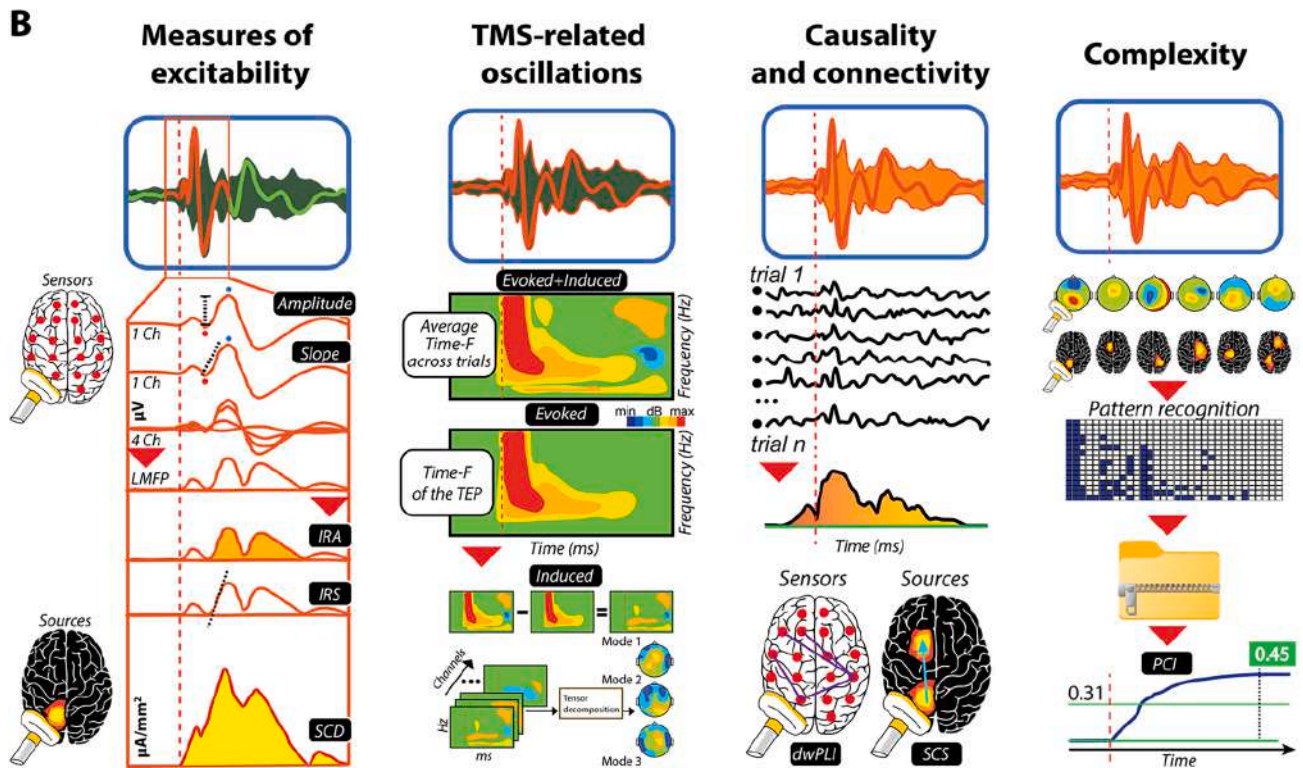 B
Measures of
excitability
TMS-related
oscillations
Causality
and connectivity
Complexity
Sensors
Amplitude
1 Ch
Slope
1 Ch
µV
4 Ch
LMFP
IRA
IRS
Sources
µA/mm²
SCD
Evoked+Induced
Average
Time-F
across trials
Frequency (Hz)
Evoked
min dB max
Time-F
of the TEP
Frequency (Hz)
Time (ms)
Induced
Mode 1
Channels
...
Mode 2
Tensor
decomposition
Hz
ms
Mode 3
trial 1
...
trial n
Time (ms)
Sensors
Sources
dwPLI
SCS
Pattern recognition
PCI
0.45
0.31
Time